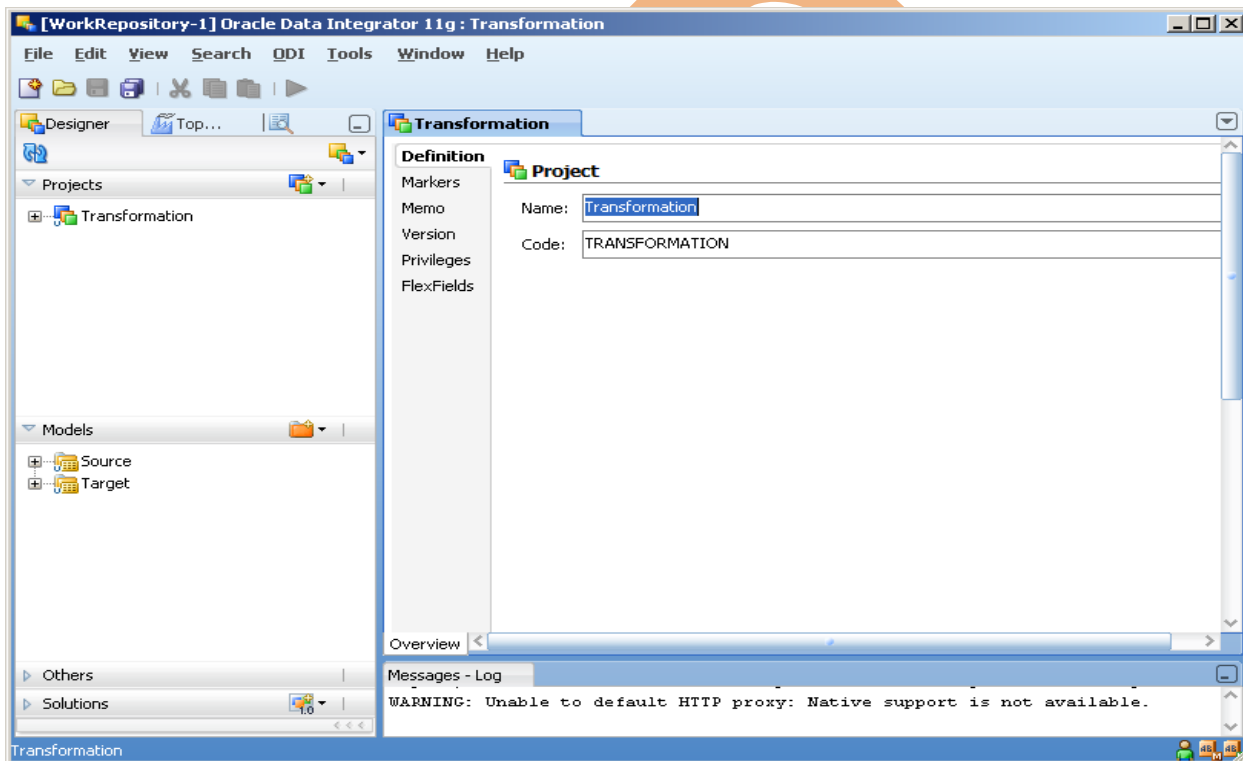 [WorkRepository-1] Oracle Data Integrator 11g : Transformation
File Edit View Search ODI Tools Window Help
Designer Top...
Projects
Transformation
Models
Source
Target
Others
Solutions
1.0
Transformation
Transformation
Definition
Markers
Memo
Version
Privileges
FlexFields
Project
Name: Transformation
Code: TRANSFORMATION
Overview
Messages - Log
WARNING: Unable to default HTTP proxy: Native support is not available.